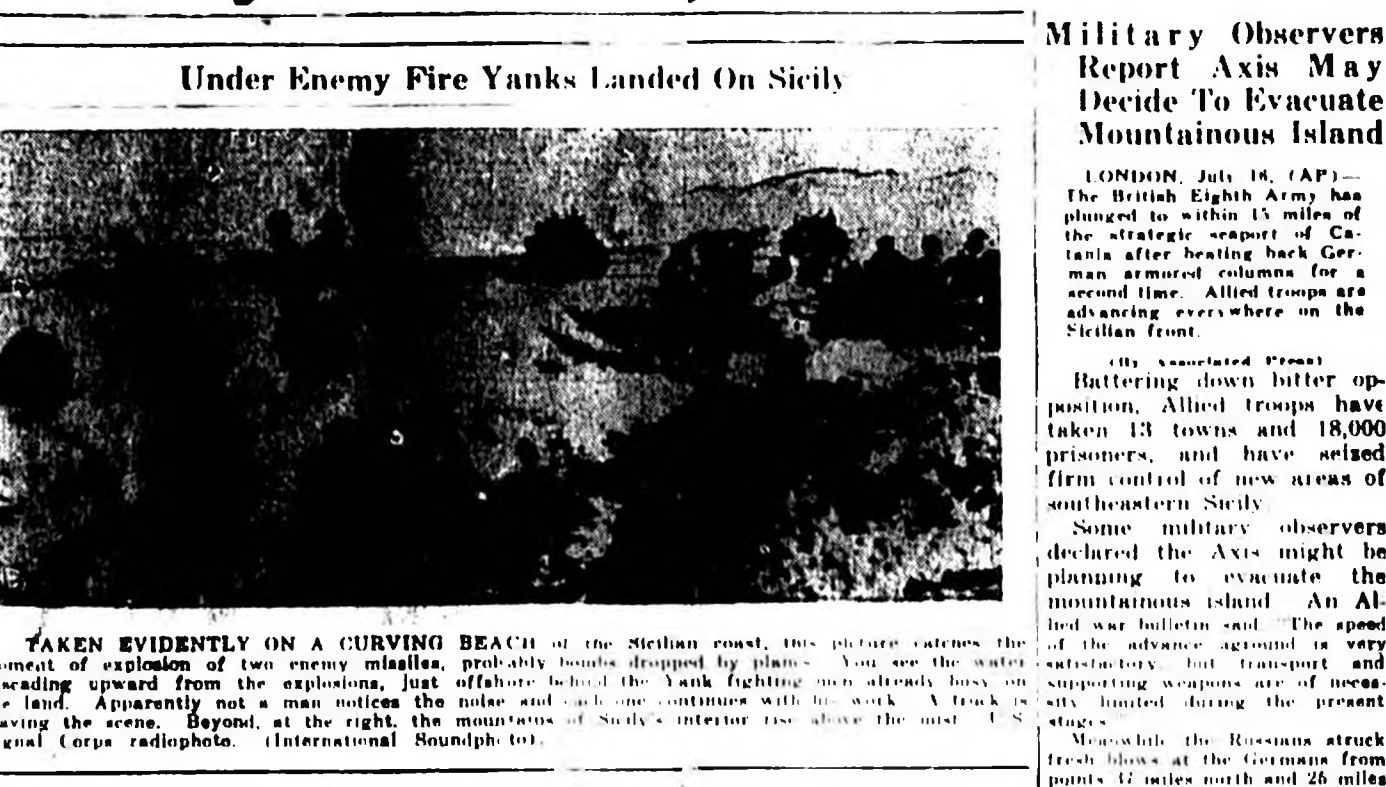 Under Enemy Fire Yanks Landed On Sicily
TAKEN EVIDENTLY ON A CURVING BEACH of the Sicilian coast, this picture catches the
oment of explosion of two enemy missiles, probably bombs dropped by planes. You see the water
scading upward from the explosions, just offshore behind the Yank fighting men already busy on
e land. Apparently not a man notices the noise and each one continues with his work. A truck is
aving the scene. Beyond, at the right, the mountains of Sicily's interior rise above the mist. U.S.
gnal Corps radiophoto. (International Soundphoto).
Military Observers
Report Axis May
Decide To Evacuate
Mountainous Island
LONDON, July (AP)—
The British Eighth Army has
plunged to within 15 miles of
the strategic seaport of Ca-
tania after beating back Ger-
man armored columns for a
second time. Allied troops are
advancing everywhere on the
Sicilian front.
(By Associated Press)
Battering down bitter op-
position, Allied troops have
taken 13 towns and 18,000
prisoners, and have seized
firm control of new areas of
southeastern Sicily.
Some military observers
declared the Axis might be
planning to evacuate the
mountainous island. An Al-
lied war bulletin said, "The speed
of the advance aground is very
satisfactory, but transport and
supporting weapons are of neces-
sity limited during the present
stages."
Meanwhile the Russians struck
fresh blows at the Germans from
points 37 miles north and 26 miles